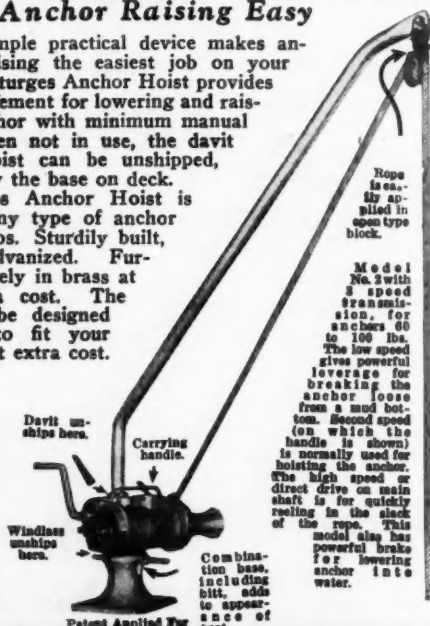 Anchor Raising Easy
mple practical device makes an-
ising the easiest job on your
turges Anchor Hoist provides
ement for lowering and rais-
hor with minimum manual
en not in use, the davit
ist can be unshipped,
the base on deck.
s Anchor Hoist is
ny type of anchor
s. Sturdily built,
lvanized. Fur-
ely in brass at
cost. The
be designed
to fit your
t extra cost.
Rope
is eas-
ily ap-
plied in
open type
block.
Model
No. 2 with
3 speed
transmis-
sion, for
anchors 60
to 100 lbs.
The low speed
gives powerful
leverage for
breaking the
anchor loose
from a mud bot-
tom. Second speed
(on which the
handle is shown)
is normally used for
hoisting the anchor.
The high speed or
direct drive on main
shaft is for quickly
reeling in the slack
of the rope. This
model also has
powerful brake
for lowering
anchor into
water.
Davit un-
ships here.
Carrying
handle.
Windlass
unships
here.
Combina-
tion base,
including
bitt, adds
to appear-
ance of
Patent Applied For